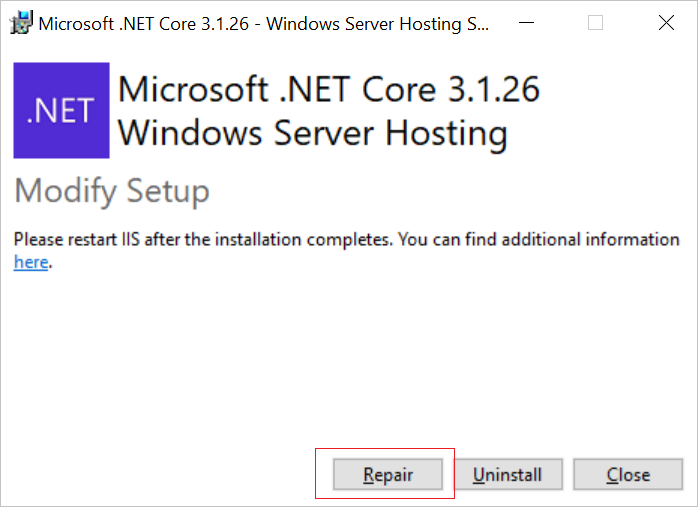 Microsoft .NET Core 3.1.26 - Windows Server Hosting S...
.NET
Microsoft .NET Core 3.1.26
Windows Server Hosting
Modify Setup
Please restart IIS after the installation completes. You can find additional information
here.
Repair
Uninstall
Close